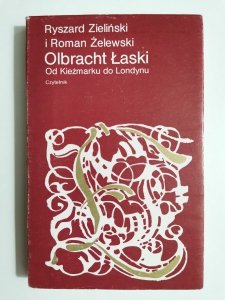 Ryszard Zieliński
i Roman Żelewski
Olbracht Łaski
Od Kieżmarku do Londynu
Czytelnik